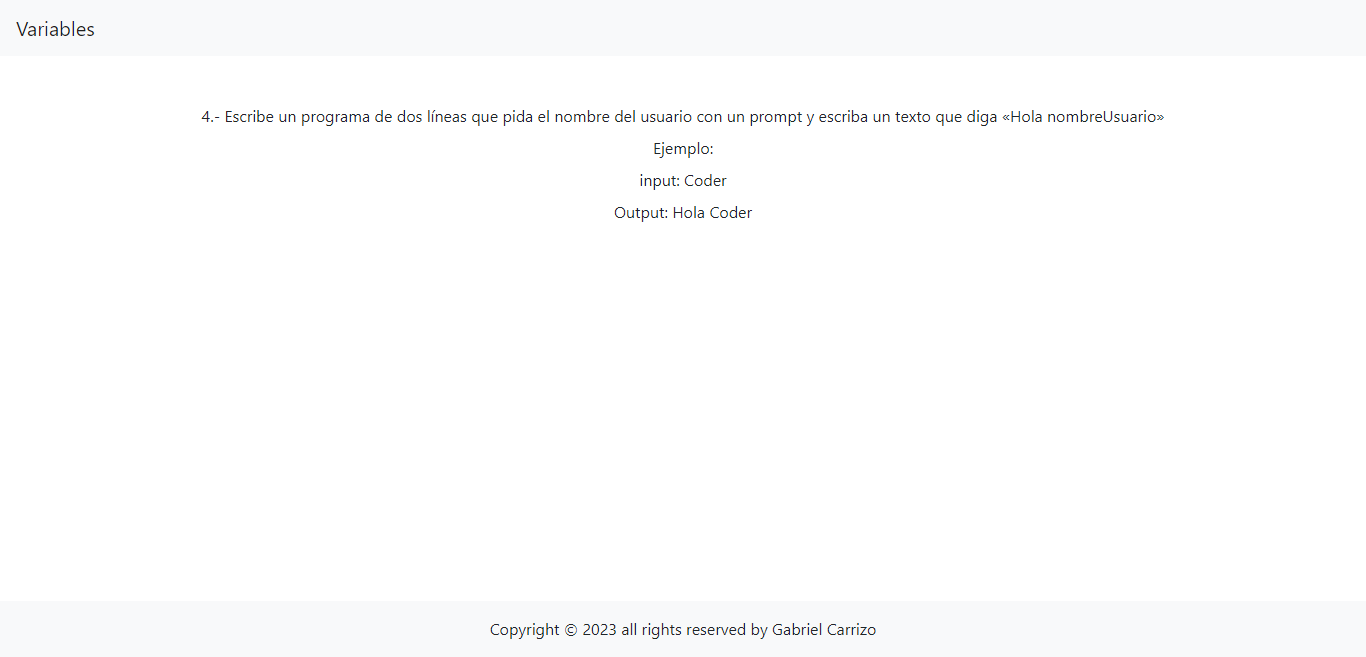 Variables
4.- Escribe un programa de dos líneas que pida el nombre del usuario con un prompt y escriba un texto que diga «Hola nombreUsuario»
Ejemplo:
input: Coder
Output: Hola Coder
Copyright © 2023 all rights reserved by Gabriel Carrizo